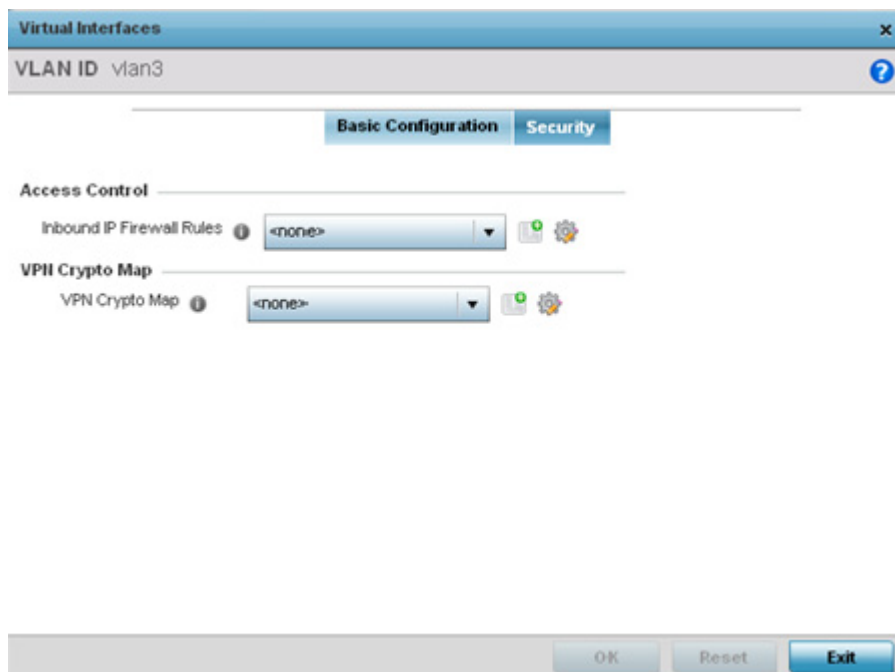 Virtual Interfaces
VLAN ID vlan3
Basic Configuration Security
Access Control
Inbound IP Firewall Rules <none>
VPN Crypto Map
VPN Crypto Map <none>
OK Reset Exit